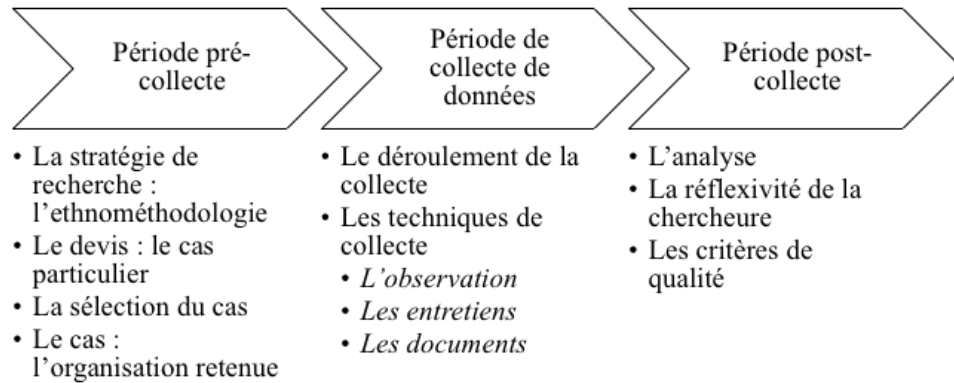 Période pré-
collecte
Période de
collecte de
données
Période post-
collecte
• La stratégie de
recherche :
l’ethnométhodologie
• Le devis : le cas
particulier
• La sélection du cas
• Le cas :
l’organisation retenue
• Le déroulement de la
collecte
• Les techniques de
collecte
• L’observation
• Les entretiens
• Les documents
• L’analyse
• La réflexivité de la
chercheure
• Les critères de
qualité